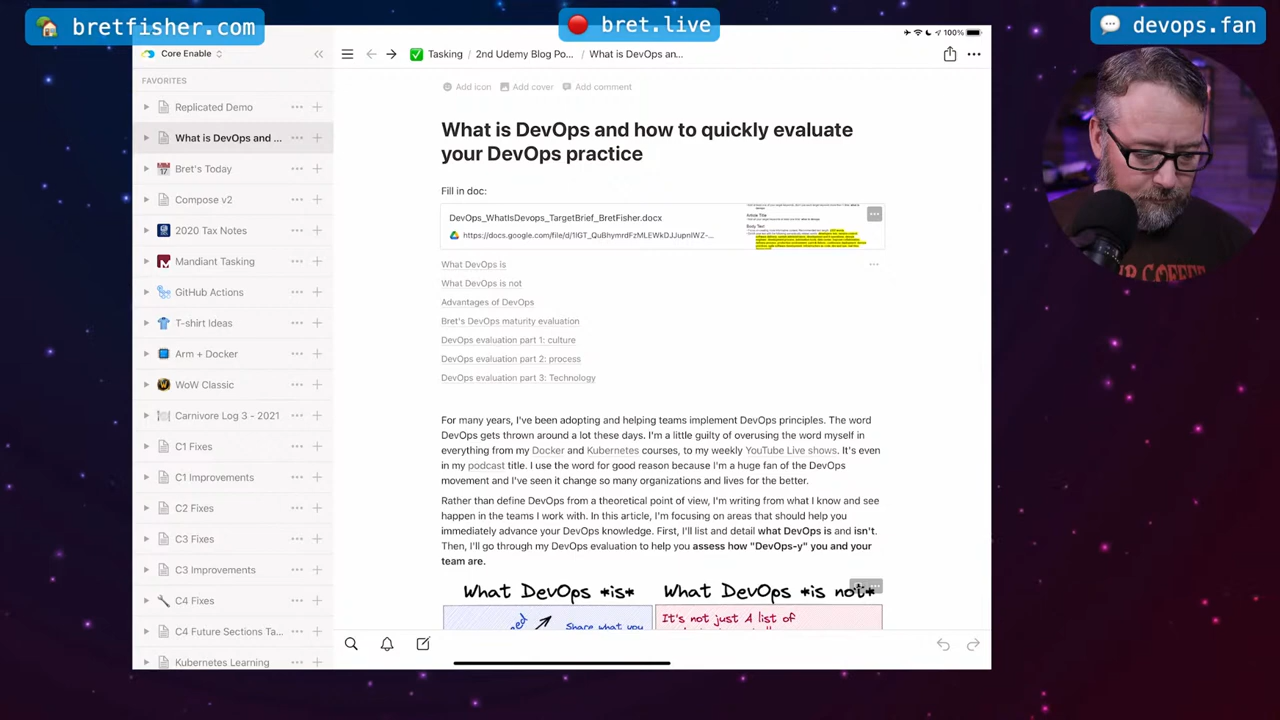 bretfisher.com
bret.live
devops.fan
100%
Core Enable
Tasking / 2nd Udemy Blog Po... / What is DevOps an...
FAVORITES
Replicated Demo
What is DevOps and ...
Bret's Today
Compose v2
2020 Tax Notes
Mandiant Tasking
GitHub Actions
T-shirt Ideas
Arm + Docker
WoW Classic
Carnivore Log 3 - 2021
C1 Fixes
C1 Improvements
C2 Fixes
C3 Fixes
C3 Improvements
C4 Fixes
C4 Future Sections Ta...
Kubernetes Learning
Add icon Add cover Add comment
What is DevOps and how to quickly evaluate
your DevOps practice
Fill in doc:
DevOps_WhatIsDevops_TargetBrief_BretFisher.docx
Article Title
Body Text
What DevOps is
What DevOps is not
Advantages of DevOps
Bret's DevOps maturity evaluation
DevOps evaluation part 1: culture
DevOps evaluation part 2: process
DevOps evaluation part 3: Technology
For many years, I've been adopting and helping teams implement DevOps principles. The word
DevOps gets thrown around a lot these days. I'm a little guilty of overusing the word myself in
everything from my Docker and Kubernetes courses, to my weekly YouTube Live shows. It's even
in my podcast title. I use the word for good reason because I'm a huge fan of the DevOps
movement and I've seen it change so many organizations and lives for the better.
Rather than define DevOps from a theoretical point of view, I'm writing from what I know and see
happen in the teams I work with. In this article, I'm focusing on areas that should help you
immediately advance your DevOps knowledge. First, I'll list and detail what DevOps is and isn't.
Then, I'll go through my DevOps evaluation to help you assess how "DevOps-y" you and your
team are.
What DevOps *is* What DevOps *is not*
Share what you
It's not just A list of